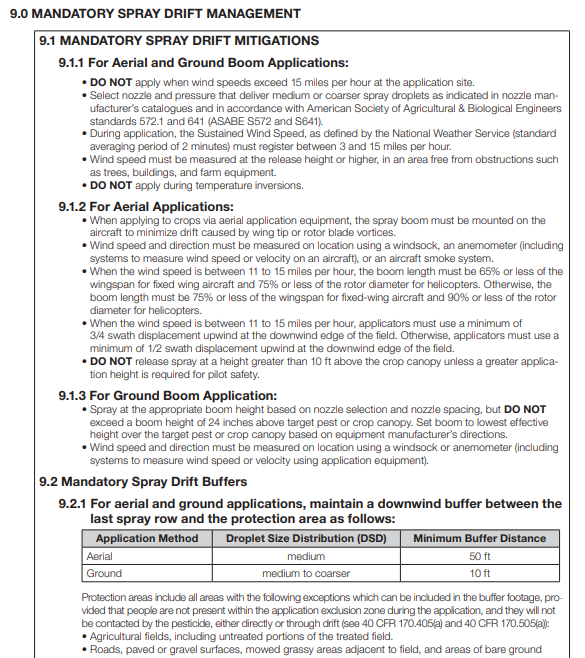 9.0 MANDATORY SPRAY DRIFT MANAGEMENT
9.1 MANDATORY SPRAY DRIFT MITIGATIONS
9.1.1 For Aerial and Ground Boom Applications:
• DO NOT apply when wind speeds exceed 15 miles per hour at the application site.
• Select nozzle and pressure that deliver medium or coarser spray droplets as indicated in nozzle man-
ufacturer's catalogues and in accordance with American Society of Agricultural & Biological Engineers
standards 572.1 and 641 (ASABE S572 and S641).
• During application, the Sustained Wind Speed, as defined by the National Weather Service (standard
averaging period of 2 minutes) must register between 3 and 15 miles per hour.
• Wind speed must be measured at the release height or higher, in an area free from obstructions such
as trees, buildings, and farm equipment.
• DO NOT apply during temperature inversions.
9.1.2 For Aerial Applications:
• When applying to crops via aerial application equipment, the spray boom must be mounted on the
aircraft to minimize drift caused by wing tip or rotor blade vortices.
• Wind speed and direction must be measured on location using a windsock, an anemometer (including
systems to measure wind speed or velocity on an aircraft), or an aircraft smoke system.
• When the wind speed is between 11 to 15 miles per hour, the boom length must be 65% or less of the
wingspan for fixed wing aircraft and 75% or less of the rotor diameter for helicopters. Otherwise, the
boom length must be 75% or less of the wingspan for fixed-wing aircraft and 90% or less of the rotor
diameter for helicopters.
• When the wind speed is between 11 to 15 miles per hour, applicators must use a minimum of
3/4 swath displacement upwind at the downwind edge of the field. Otherwise, applicators must use a
minimum of 1/2 swath displacement upwind at the downwind edge of the field.
• DO NOT release spray at a height greater than 10 ft above the crop canopy unless a greater applica-
tion height is required for pilot safety.
9.1.3 For Ground Boom Application:
• Spray at the appropriate boom height based on nozzle selection and nozzle spacing, but DO NOT
exceed a boom height of 24 inches above target pest or crop canopy. Set boom to lowest effective
height over the target pest or crop canopy based on equipment manufacturer's directions.
• Wind speed and direction must be measured on location using a windsock or anemometer (including
systems to measure wind speed or velocity using application equipment).
9.2 Mandatory Spray Drift Buffers
9.2.1 For aerial and ground applications, maintain a downwind buffer between the
last spray row and the protection area as follows:
Application Method Droplet Size Distribution (DSD) Minimum Buffer Distance
Aerial medium 50 ft
Ground medium to coarser 10 ft
Protection areas include all areas with the following exceptions which can be included in the buffer footage, pro-
vided that people are not present within the application exclusion zone during the application, and they will not
be contacted by the pesticide, either directly or through drift (see 40 CFR 170.405(a) and 40 CFR 170.505(a)):
• Agricultural fields, including untreated portions of the treated field.
• Roads, paved or gravel surfaces, mowed grassy areas adjacent to field, and areas of bare ground